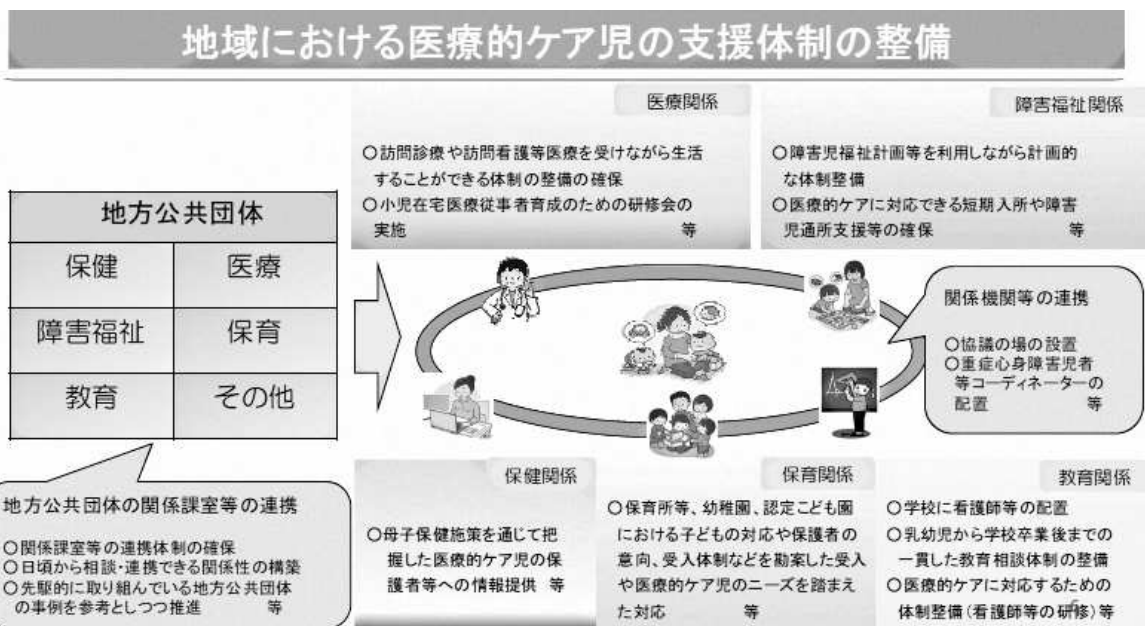 地域における医療的ケア児の支援体制の整備
地方公共団体
保健
医療
障害福祉
保育
教育
その他
地方公共団体の関係課室等の連携
○関係課室等の連携体制の確保
○日頃から相談・連携できる関係性の構築
○先駆的に取り組んでいる地方公共団体
の事例を参考としつつ推進 等
医療関係
○訪問診療や訪問看護等医療を受けながら生活
することができる体制の整備の確保
○小児在宅医療従事者育成のための研修会の
実施 等
障害福祉関係
○障害児福祉計画等を利用しながら計画的
な体制整備
○医療的ケアに対応できる短期入所や障害
児通所支援等の確保 等
関係機関等の連携
○協議の場の設置
○重症心身障害児者
等コーディネーターの
配置 等
保健関係
○母子保健施策を通じて把
握した医療的ケア児の保
護者等への情報提供 等
保育関係
○保育所等、幼稚園、認定こども園
における子どもの対応や保護者の
意向、受入体制などを勘案した受入
や医療的ケア児のニーズを踏まえ
た対応 等
教育関係
○学校に看護師等の配置
○乳幼児から学校卒業後までの
一貫した教育相談体制の整備
○医療的ケアに対応するための
体制整備(看護師等の研修)等